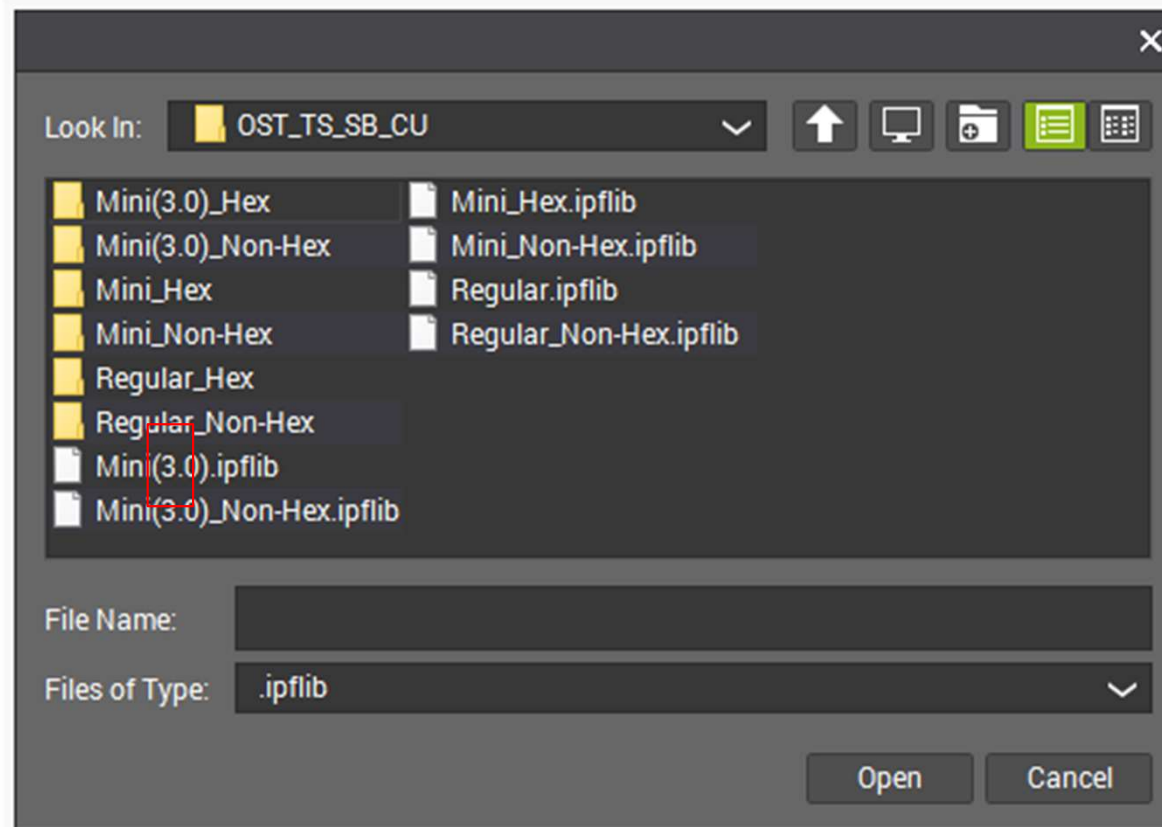 Look In: OST_TS_SB_CU
Mini(3.0)_Hex
Mini(3.0)_Non-Hex
Mini_Hex
Mini_Non-Hex
Regular_Hex
Regular_Non-Hex
Mini(3.0).ipflib
Mini(3.0)_Non-Hex.ipflib
Mini_Hex.ipflib
Mini_Non-Hex.ipflib
Regular.ipflib
Regular_Non-Hex.ipflib
File Name:
Files of Type: .ipflib
Open Cancel